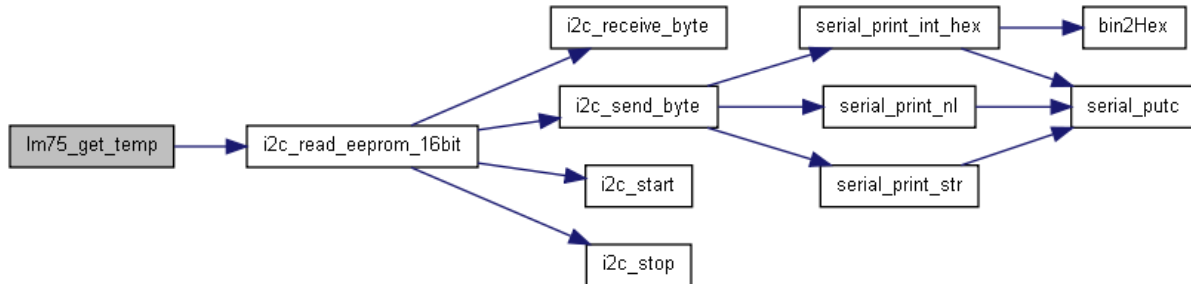 lm75_get_temp
i2c_read_eeprom_16bit
i2c_receive_byte
i2c_send_byte
i2c_start
i2c_stop
serial_print_int_hex
serial_print_nl
serial_print_str
bin2Hex
serial_putc